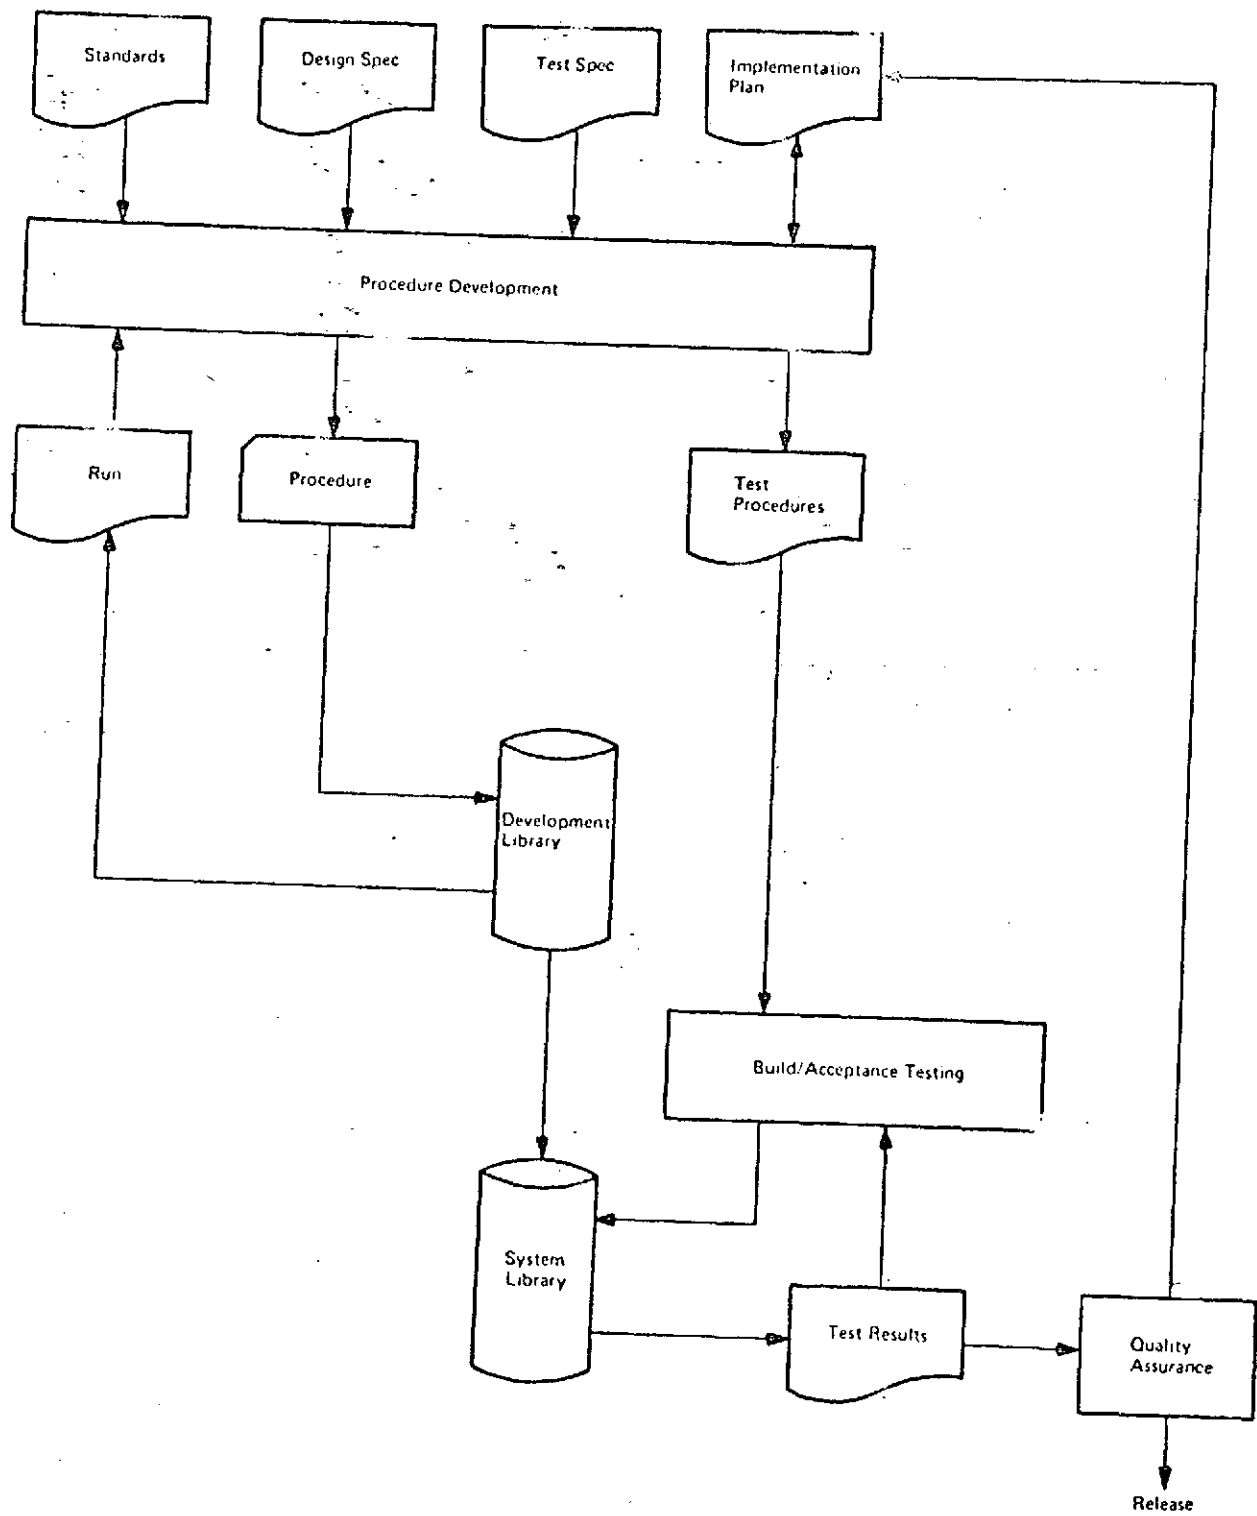 Standards
Design Spec
Test Spec
Implementation
Plan
Procedure Development
Run
Procedure
Test
Procedures
Development
Library
Build/Acceptance Testing
System
Library
Test Results
Quality
Assurance
Release